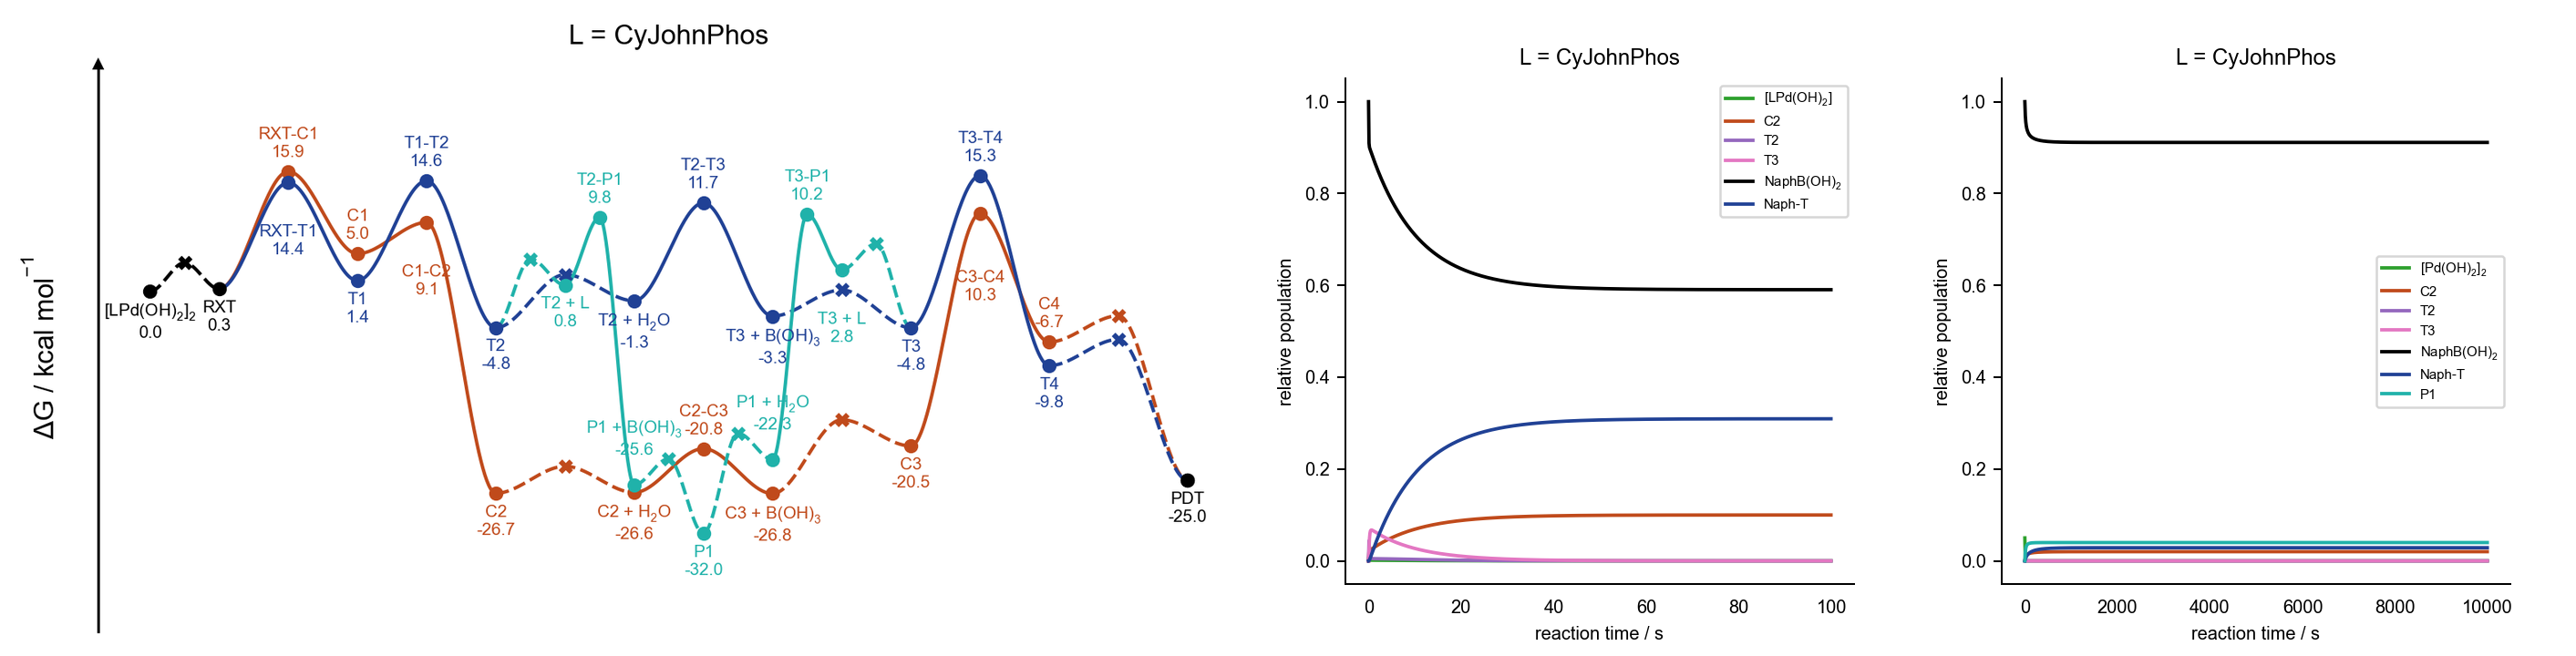 L = CyJohnPhos
ΔG / kcal mol⁻¹
[LPd(OH)₂]₂
0.0
RXT
0.3
RXT-C1
15.9
RXT-T1
14.4
C1
5.0
T1
1.4
T1-T2
14.6
C1-C2
9.1
T2
-4.8
C2
-26.7
T2-P1
9.8
T2 + L
0.8
T2 + H₂O
-1.3
P1 + B(OH)₃
-25.6
C2 + H₂O
-26.6
T2-T3
11.7
C2-C3
-20.8
P1
-32.0
T3 + B(OH)₃
-3.3
P1 + H₂O
-22.3
C3 + B(OH)₃
-26.8
T3-P1
10.2
T3 + L
2.8
T3
-4.8
C3
-20.5
T3-T4
15.3
C3-C4
10.3
C4
-6.7
T4
-9.8
PDT
-25.0
L = CyJohnPhos
relative population
1.0
0.8
0.6
0.4
0.2
0.0
0 20 40 60 80 100
reaction time / s
[LPd(OH)₂]
C2
T2
T3
NaphB(OH)₂
Naph-T
L = CyJohnPhos
relative population
1.0
0.8
0.6
0.4
0.2
0.0
0 2000 4000 6000 8000 10000
reaction time / s
[Pd(OH)₂]₂
C2
T2
T3
NaphB(OH)₂
Naph-T
P1